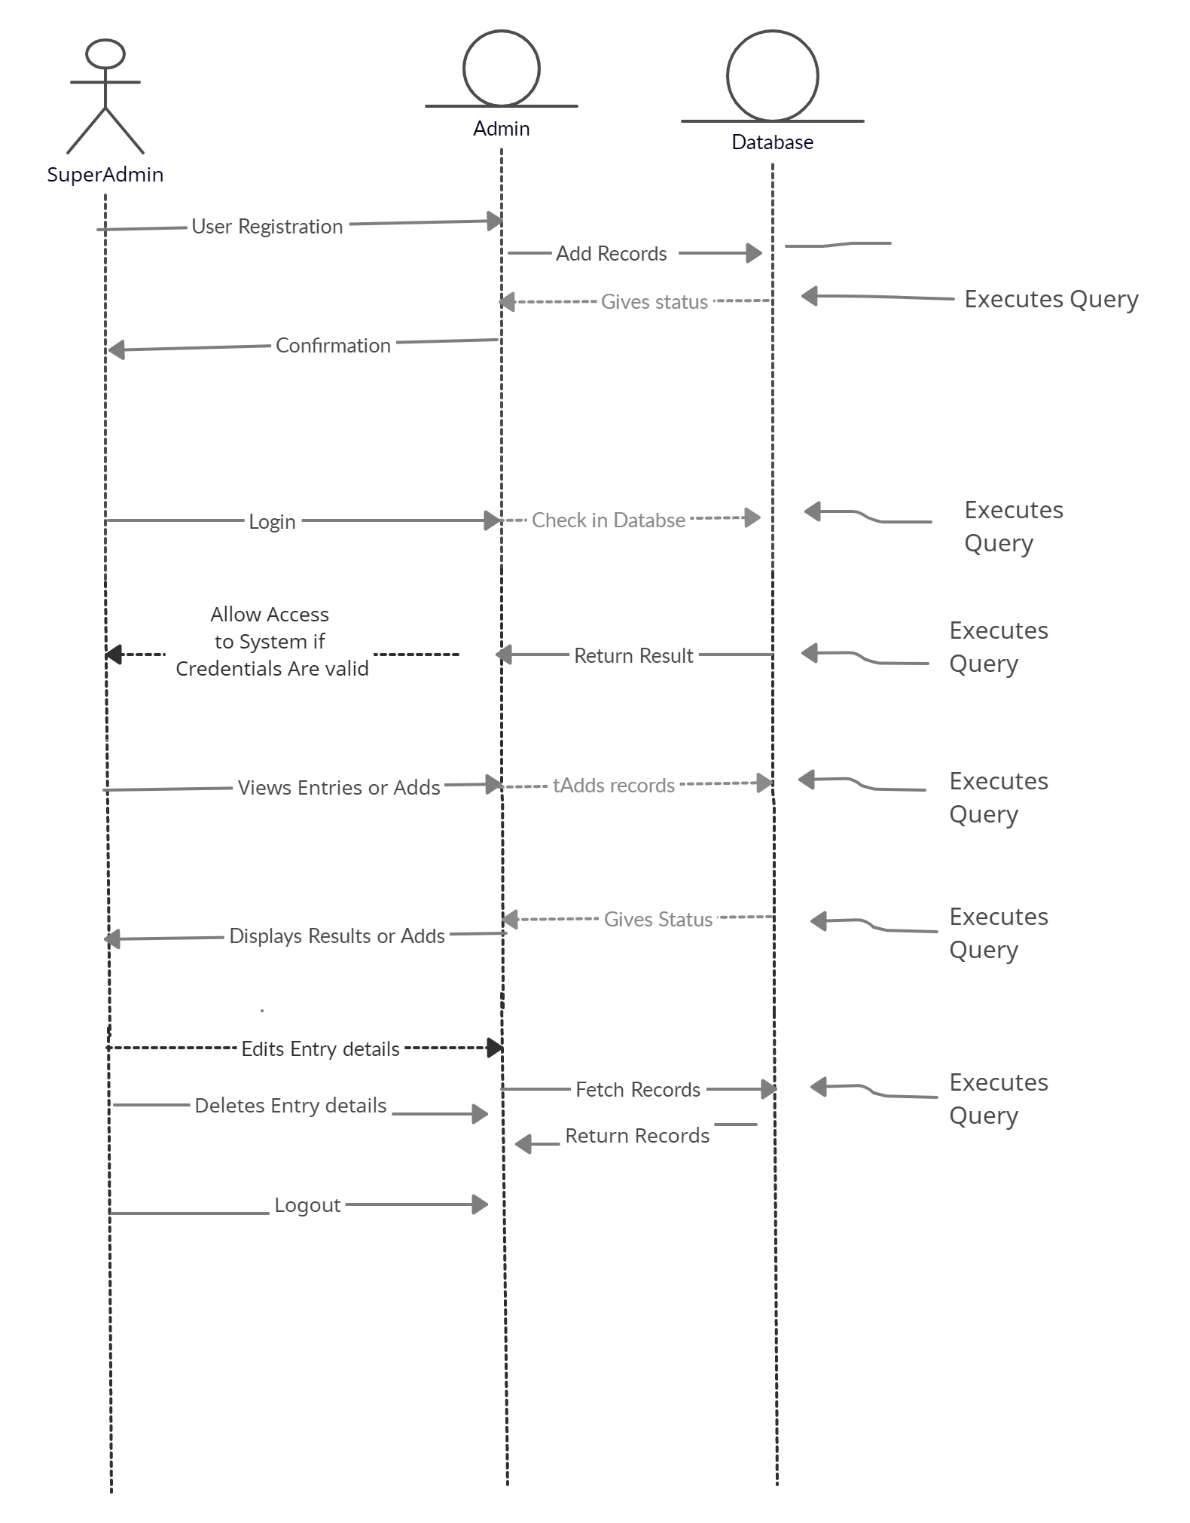 Admin
Database
SuperAdmin
User Registration
Add Records
Gives status
Executes Query
Confirmation
Login
Check in Databse
Executes
Query
Allow Access
to System if
Credentials Are valid
Return Result
Executes
Query
Views Entries or Adds
tAdds records
Executes
Query
Displays Results or Adds
Gives Status
Executes
Query
Edits Entry details
Deletes Entry details
Fetch Records
Executes
Query
Return Records
Logout